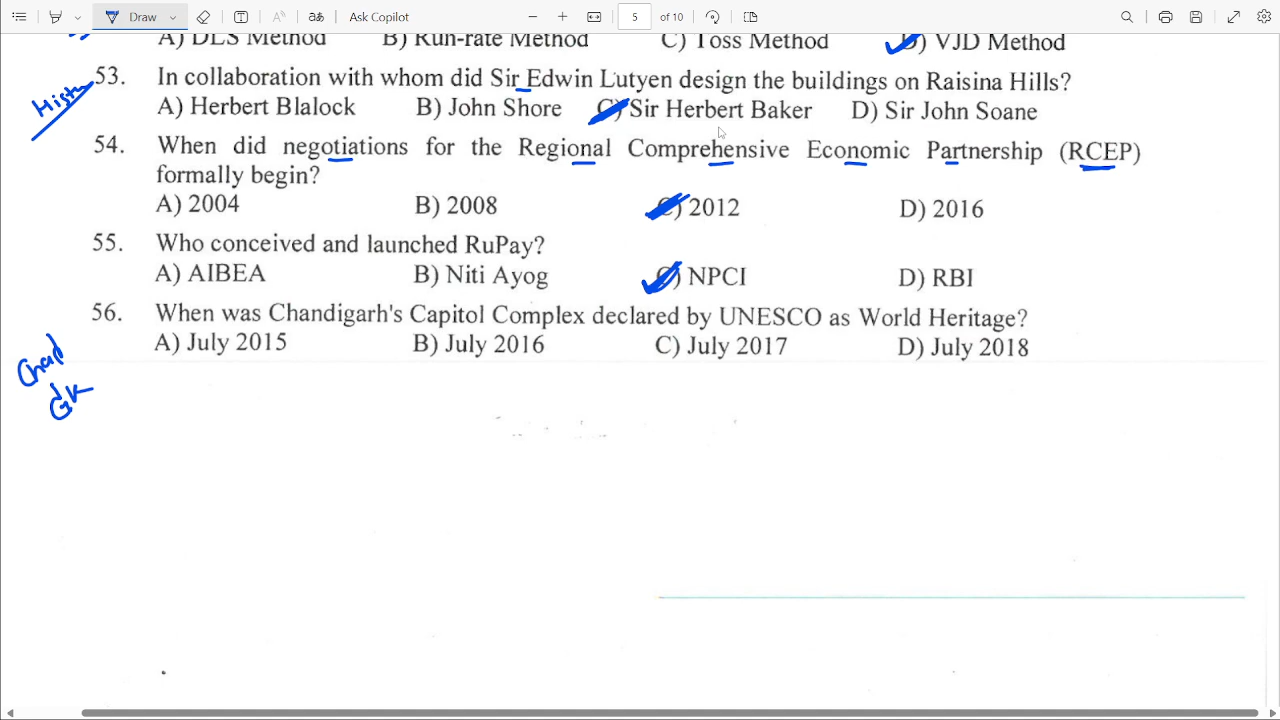 Draw
Ask Copilot
5 of 10
A) DLS Method B) Run-rate Method C) Toss Method D) VJD Method
Histry
53. In collaboration with whom did Sir Edwin Lutyen design the buildings on Raisina Hills?
A) Herbert Blalock B) John Shore C) Sir Herbert Baker D) Sir John Soane
54. When did negotiations for the Regional Comprehensive Economic Partnership (RCEP)
formally begin?
A) 2004 B) 2008 C) 2012 D) 2016
55. Who conceived and launched RuPay?
A) AIBEA B) Niti Ayog C) NPCI D) RBI
56. When was Chandigarh's Capitol Complex declared by UNESCO as World Heritage?
A) July 2015 B) July 2016 C) July 2017 D) July 2018
Chad
GK